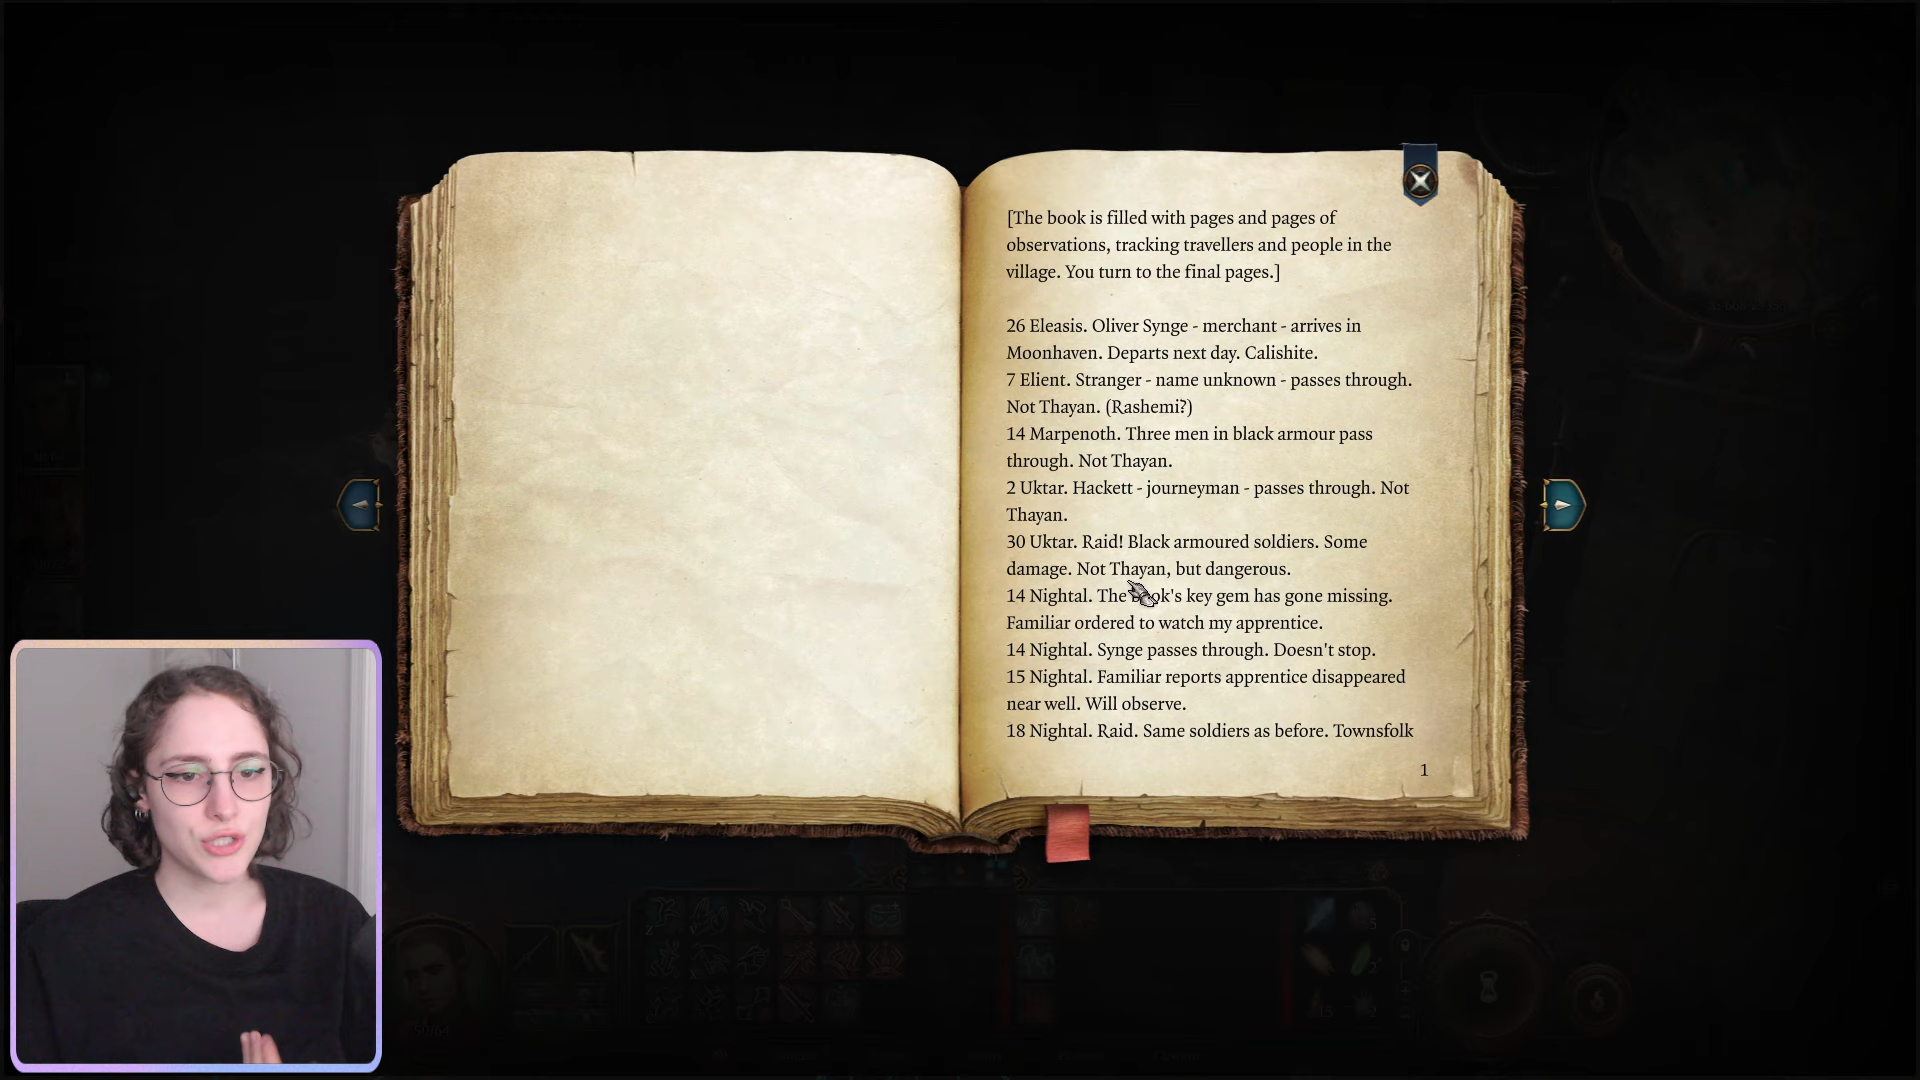 [The book is filled with pages and pages of
observations, tracking travellers and people in the
village. You turn to the final pages.]
26 Eleasis. Oliver Synge - merchant - arrives in
Moonhaven. Departs next day. Calishite.
7 Elient. Stranger - name unknown - passes through.
Not Thayan. (Rashemi?)
14 Marpenoth. Three men in black armour pass
through. Not Thayan.
2 Uktar. Hackett - journeyman - passes through. Not
Thayan.
30 Uktar. Raid! Black armoured soldiers. Some
damage. Not Thayan, but dangerous.
14 Nightal. The book's key gem has gone missing.
Familiar ordered to watch my apprentice.
14 Nightal. Synge passes through. Doesn't stop.
15 Nightal. Familiar reports apprentice disappeared
near well. Will observe.
18 Nightal. Raid. Same soldiers as before. Townsfolk
1